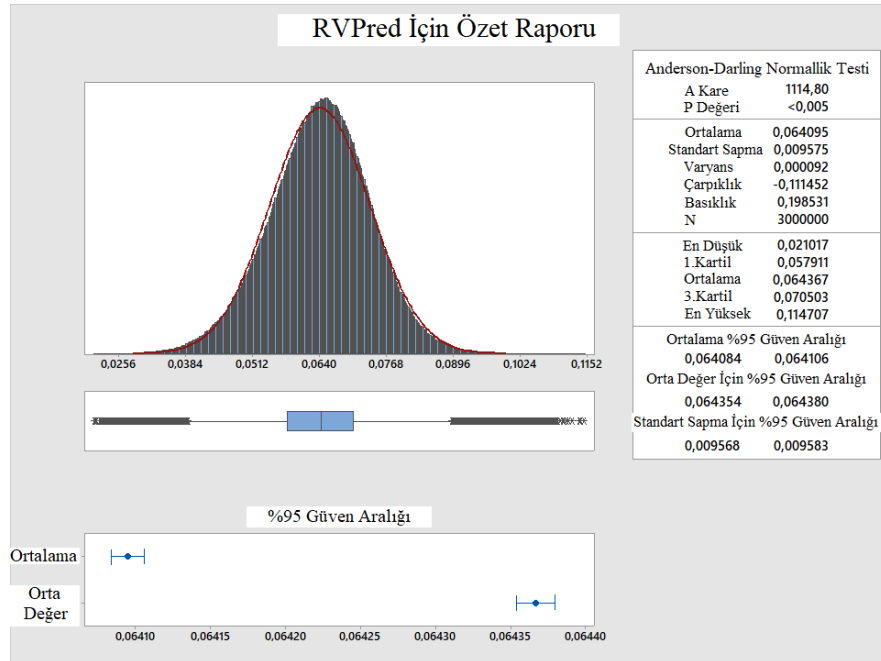 RVPred İçin Özet Raporu
0,0256 0,0384 0,0512 0,0640 0,0768 0,0896 0,1024 0,1152
%95 Güven Aralığı
Ortalama
Orta
Değer
0,06410 0,06415 0,06420 0,06425 0,06430 0,06435 0,06440
Anderson-Darling Normallik Testi
A Kare 1114,80
P Değeri <0,005
Ortalama 0,064095
Standart Sapma 0,009575
Varyans 0,000092
Çarpıklık -0,111452
Basıklık 0,198531
N 3000000
En Düşük 0,021017
1.Kartil 0,057911
Ortalama 0,064367
3.Kartil 0,070503
En Yüksek 0,114707
Ortalama %95 Güven Aralığı
0,064084 0,064106
Orta Değer İçin %95 Güven Aralığı
0,064354 0,064380
Standart Sapma İçin %95 Güven Aralığı
0,009568 0,009583